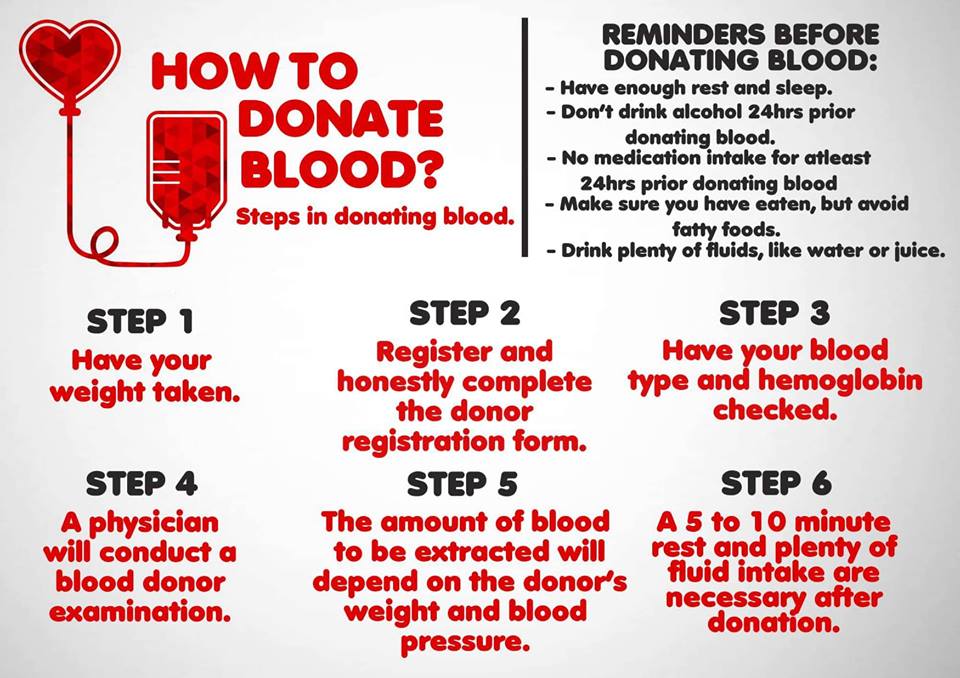 HOW TO
DONATE
BLOOD?
Steps in donating blood.
REMINDERS BEFORE
DONATING BLOOD:
- Have enough rest and sleep.
- Don't drink alcohol 24hrs prior
donating blood.
- No medication intake for atleast
24hrs prior donating blood
- Make sure you have eaten, but avoid
fatty foods.
- Drink plenty of fluids, like water or juice.
STEP 1
Have your
weight taken.
STEP 2
Register and
honestly complete
the donor
registration form.
STEP 3
Have your blood
type and hemoglobin
checked.
STEP 4
A physician
will conduct a
blood donor
examination.
STEP 5
The amount of blood
to be extracted will
depend on the donor's
weight and blood
pressure.
STEP 6
A 5 to 10 minute
rest and plenty of
fluid intake are
necessary after
donation.